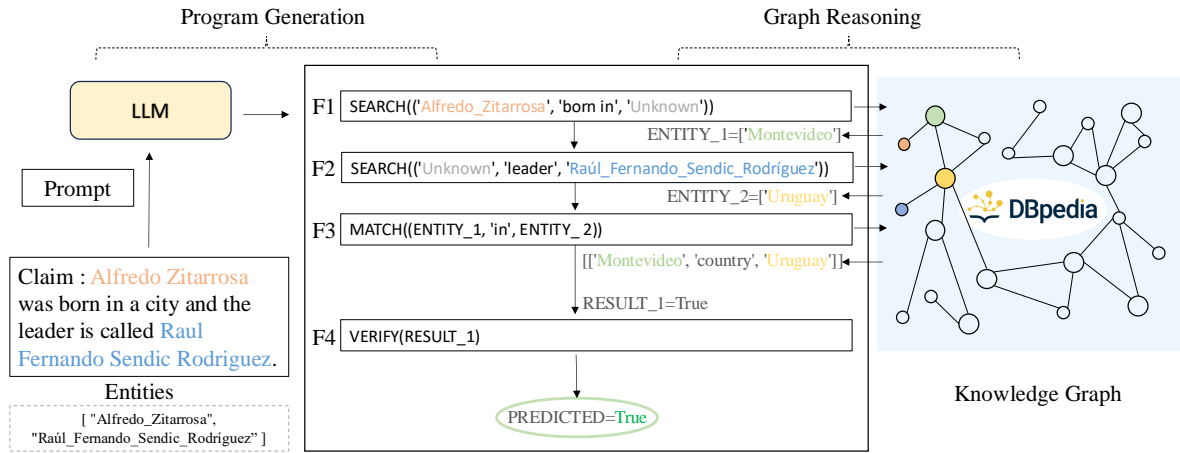 Program Generation
Graph Reasoning
LLM
Prompt
Claim : Alfredo Zitarrosa
was born in a city and the
leader is called Raul
Fernando Sendic Rodriguez.
Entities
[ "Alfredo_Zitarrosa",
"Raúl_Fernando_Sendic_Rodríguez” ]
F1 SEARCH(('Alfredo_Zitarrosa', 'born in', 'Unknown'))
ENTITY_1=['Montevideo']
F2 SEARCH(('Unknown', 'leader', 'Raúl_Fernando_Sendic_Rodríguez'))
ENTITY_2=['Uruguay']
F3 MATCH((ENTITY_1, 'in', ENTITY_2))
[['Montevideo', 'country', 'Uruguay']]
RESULT_1=True
F4 VERIFY(RESULT_1)
PREDICTED=True
DBpedia
Knowledge Graph